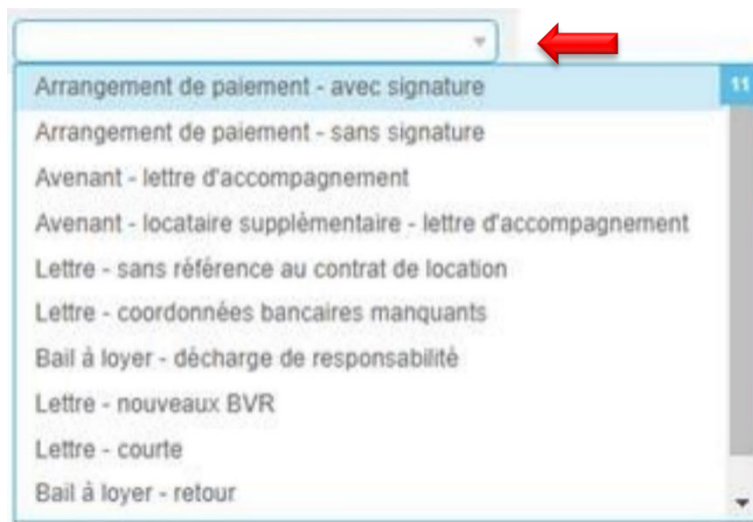 Arrangement de paiement - avec signature
11
Arrangement de paiement - sans signature
Avenant - lettre d'accompagnement
Avenant - locataire supplémentaire - lettre d'accompagnement
Lettre - sans référence au contrat de location
Lettre - coordonnées bancaires manquants
Bail à loyer - décharge de responsabilité
Lettre - nouveaux BVR
Lettre - courte
Bail à loyer - retour